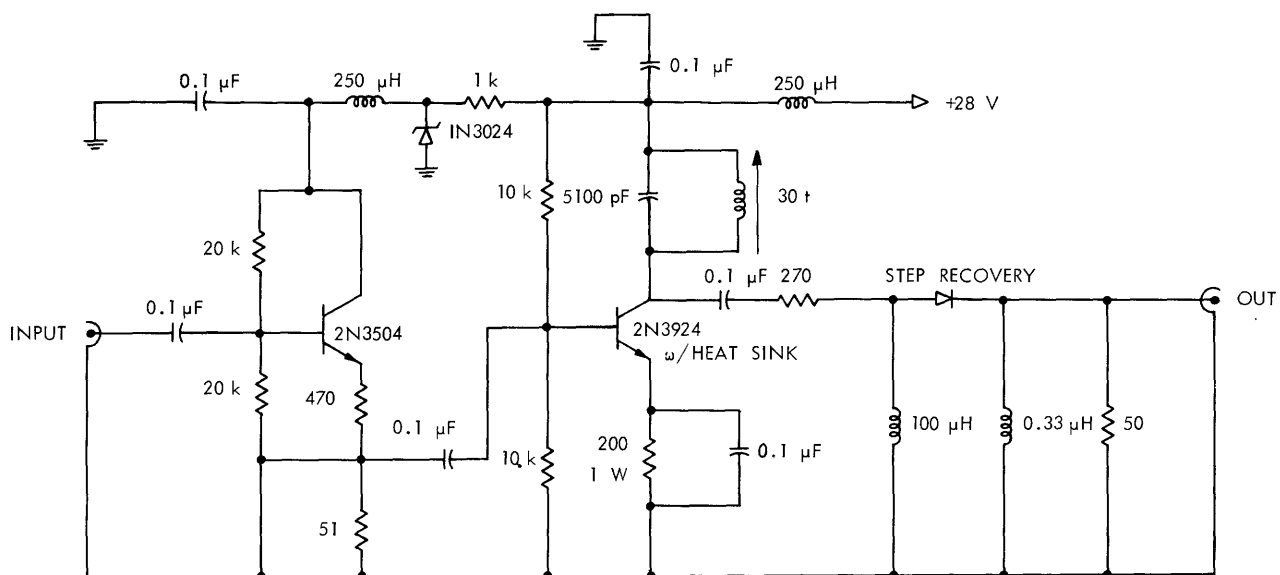 0.1 µF
0.1 µF
250 µH
1 k
250 µH
+28 V
IN3024
10 k
5100 pF
30 t
20 k
0.1 µF
270
STEP RECOVERY
0.1 µF
OUT
INPUT
2N3504
2N3924
ω/HEAT SINK
20 k
470
0.1 µF
10 k
200
1 W
0.1 µF
100 µH
0.33 µH
50
51